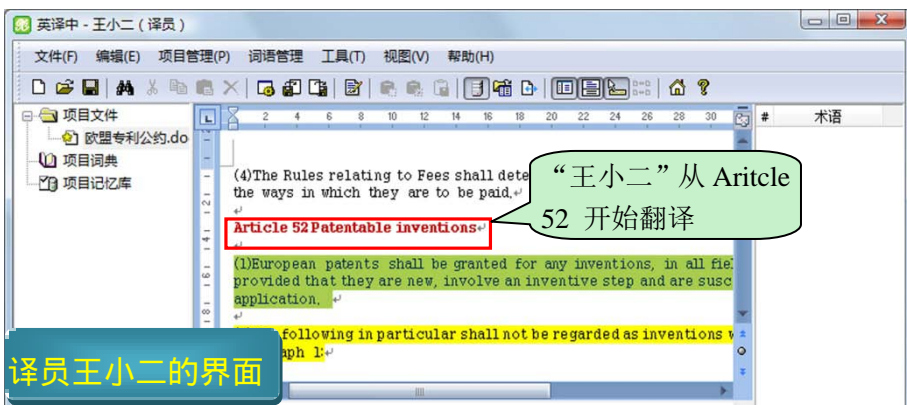 英译中 - 王小二（译员）
文件(F) 编辑(E) 项目管理(P) 词语管理 工具(T) 视图(V) 帮助(H)
项目文件
欧盟专利公约.do
项目词典
项目记忆库
2 4 6 8 10 12 14 16 18 20 22 24 26 28 30
# 术语
(4)The Rules relating to Fees shall dete
the ways in which they are to be paid.
Article 52 Patentable inventions
(1)European patents shall be granted for any inventions, in all fie
provided that they are new, involve an inventive step and are susc
application.
following in particular shall not be regarded as inventions w
aph 1:
“王小二”从 Aritcle
52 开始翻译
译员王小二的界面